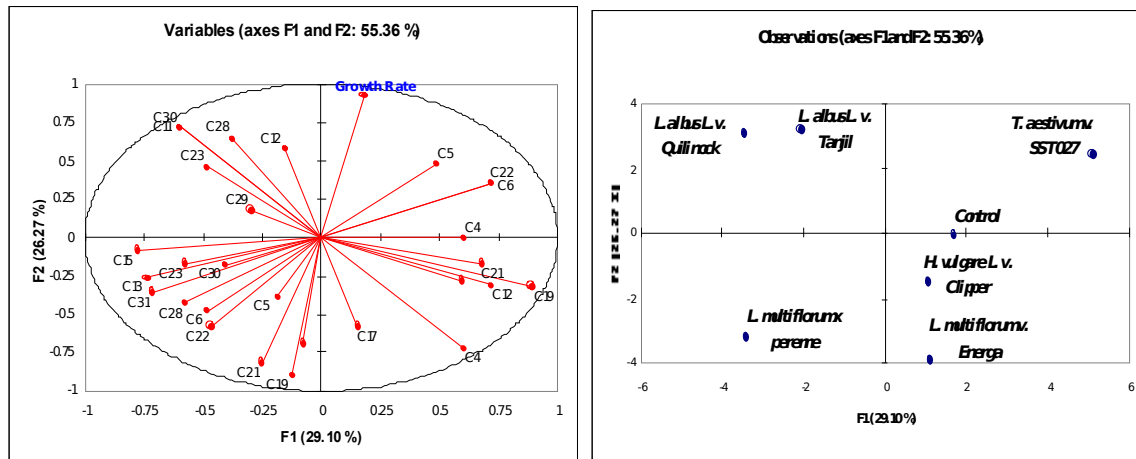 Variables (axes F1 and F2: 55.36 %)
Growth Rate
C30
C11
C28
C12
C23
C5
C22
C6
C29
C4
C15
C23
C30
C21
C13
C31
C5
C12
C19
C28
C6
C22
C17
C21
C19
C4
1
0.75
0.5
0.25
0
-0.25
-0.5
-0.75
-1
-1
-0.75
-0.5
-0.25
0
0.25
0.5
0.75
1
F2 (26.27 %)
F1 (29.10 %)
Observations (axes F1 and F2: 55.36%)
L. albus L. v.
Quilinock
L. albus L. v.
Tanjil
T. aestivum v.
SST027
Control
H. vulgare L. v.
Clipper
L. multiflorum x
perenne
L. multiflorum v.
Energa
4
2
0
-2
-4
-6
-4
-2
0
2
4
6
F1 (29.10%)